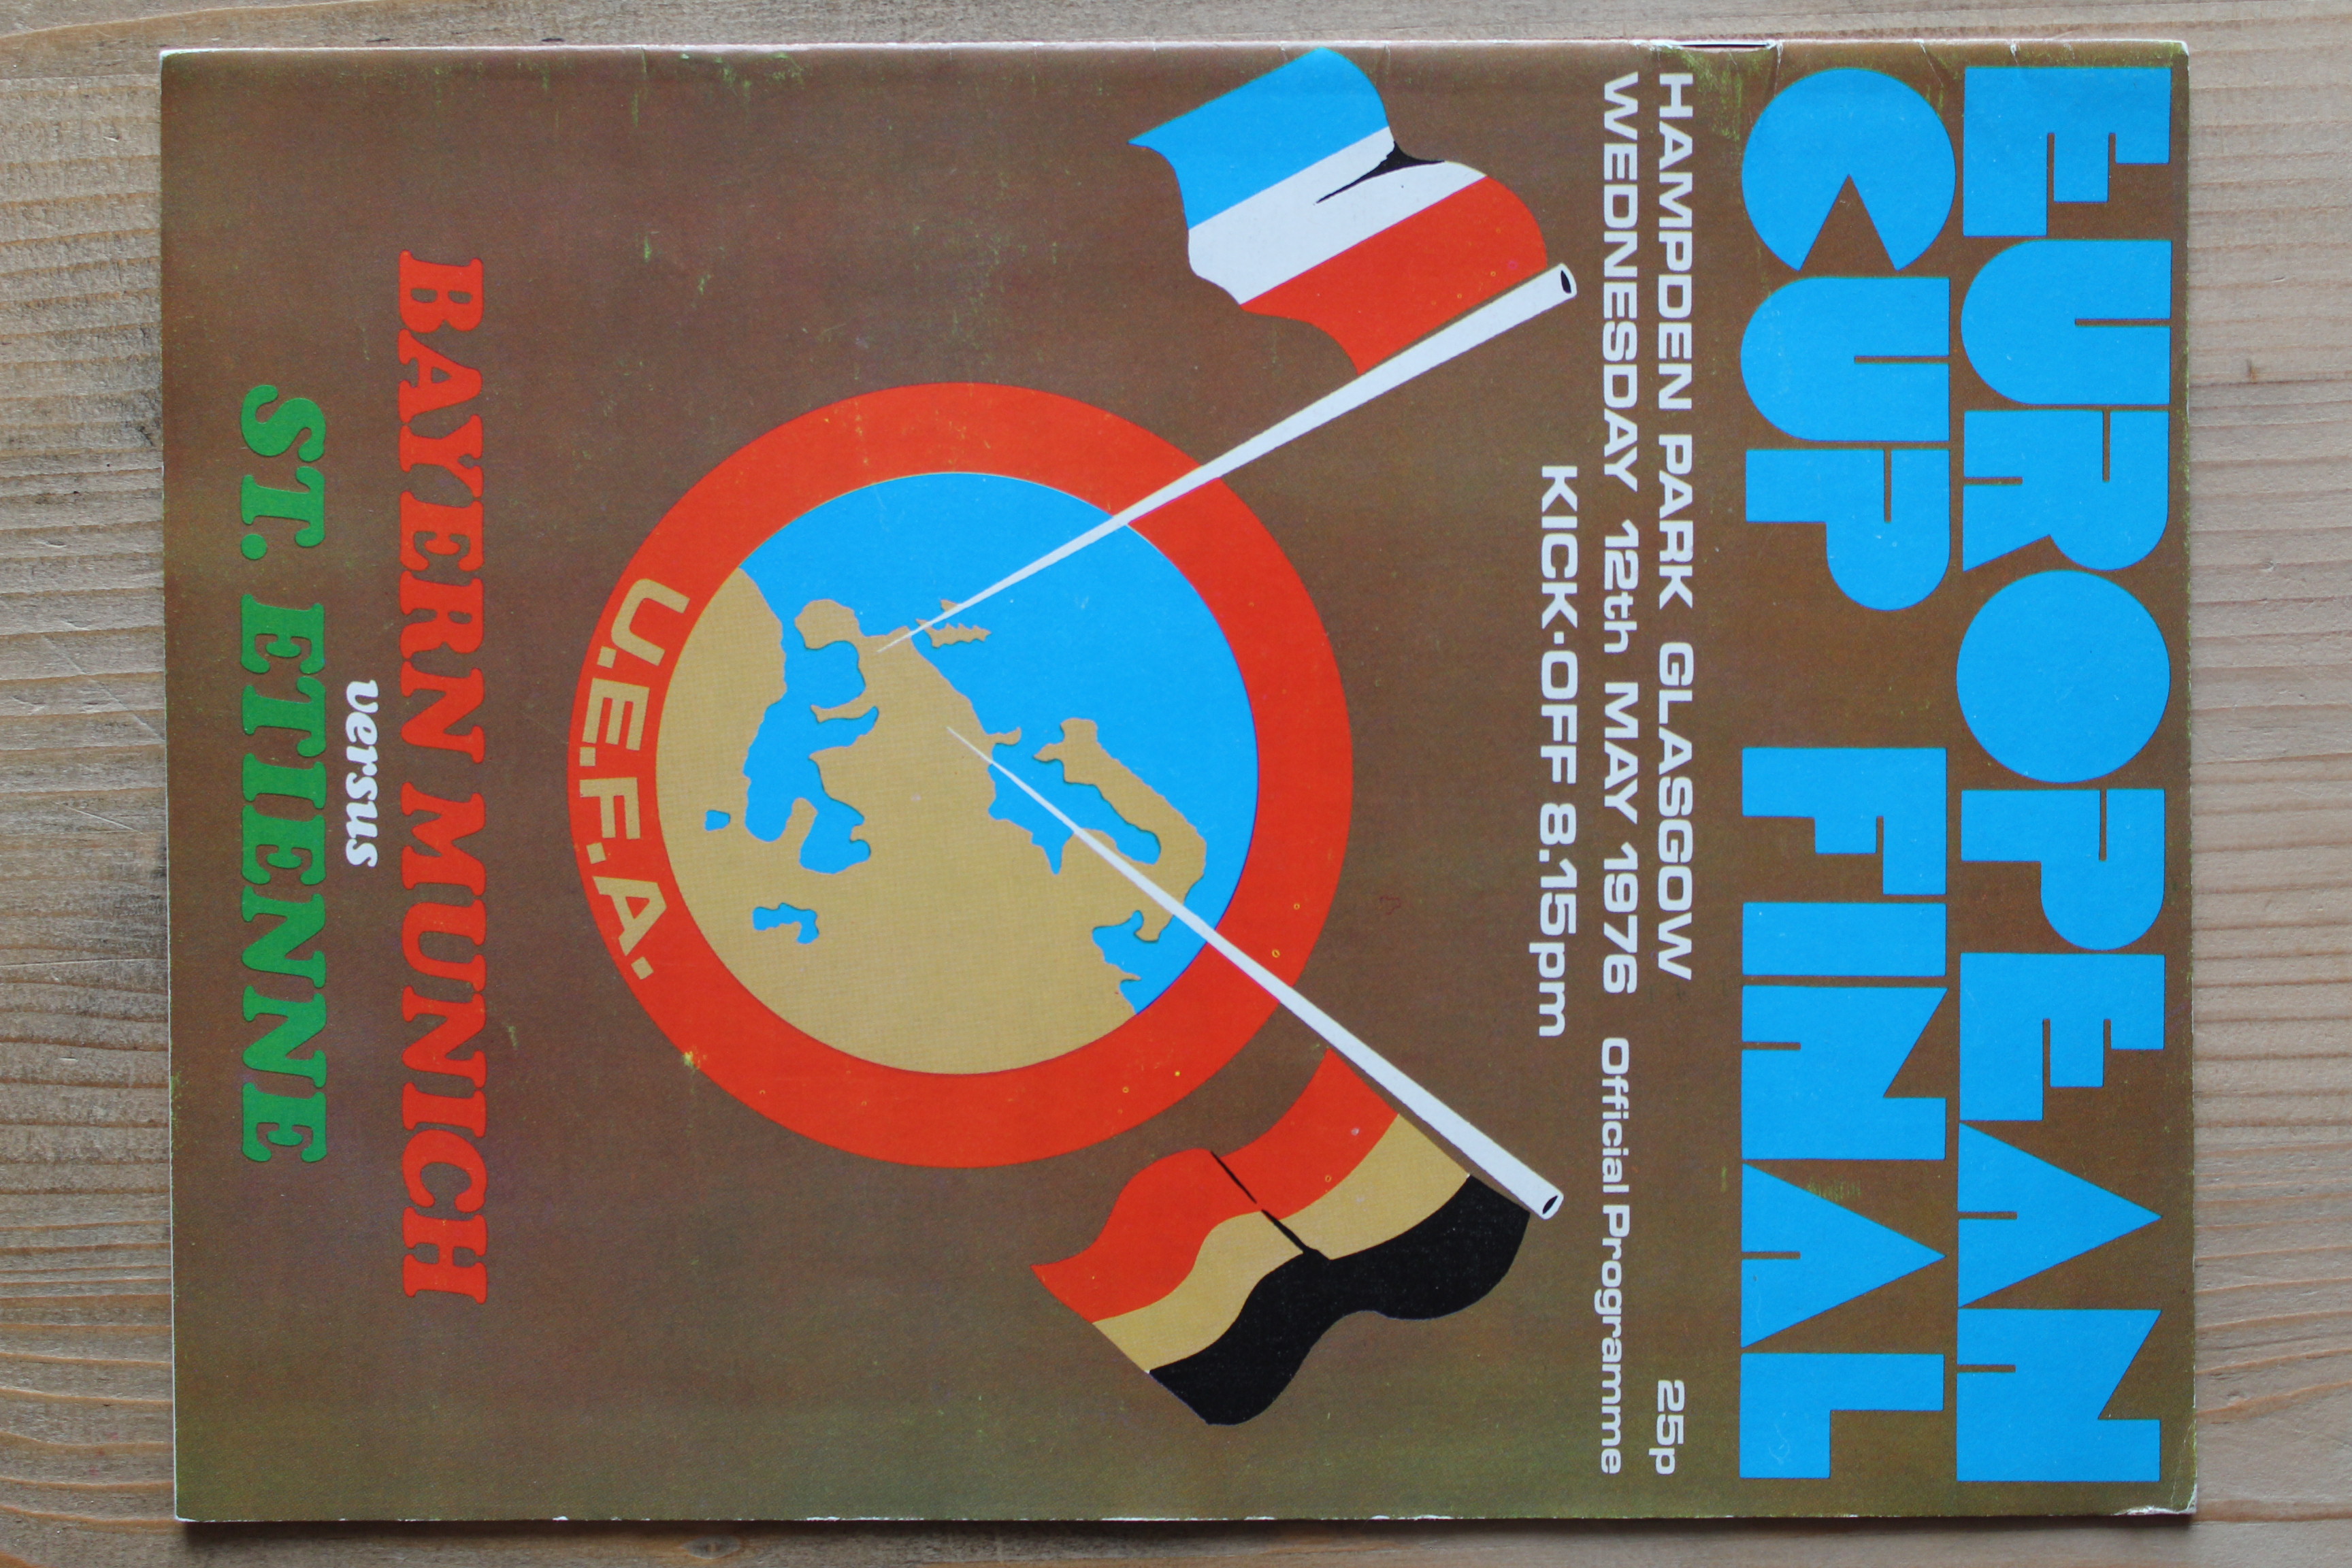 EUROPEAN
CUP FINAL
HAMPDEN PARK GLASGOW 25p
WEDNESDAY 12th MAY 1976 Official Programme
KICK·OFF 8.15pm
U.E.F.A.
BAYERN MUNICH
versus
ST. ETIENNE